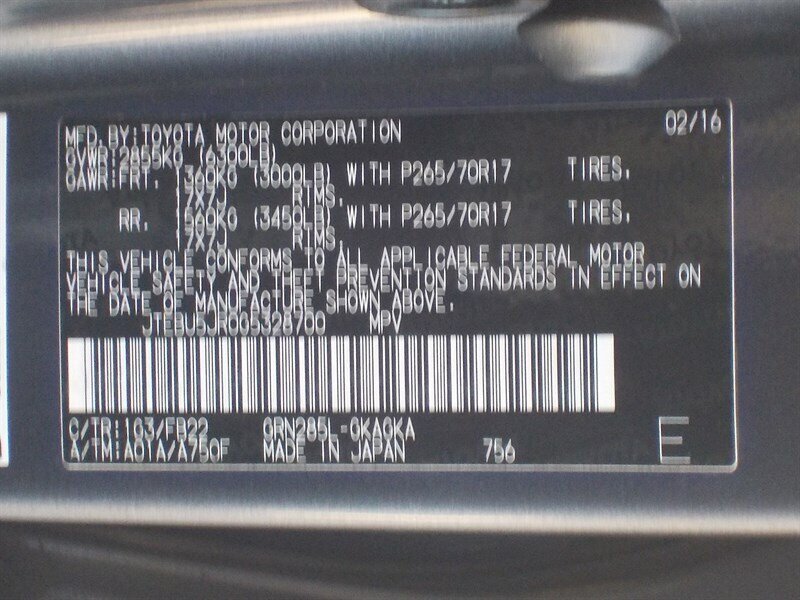 MFD. BY: TOYOTA MOTOR CORPORATION 02/16
GVWR: 2855KG (6300LB)
GAWR: FRT. 1360KG (3000LB) WITH P265/70R17 TIRES,
17X7J RIMS,
RR. 1560KG (3450LB) WITH P265/70R17 TIRES,
17X7J RIMS,
THIS VEHICLE CONFORMS TO ALL APPLICABLE FEDERAL MOTOR
VEHICLE SAFETY AND THEFT PREVENTION STANDARDS IN EFFECT ON
THE DATE OF MANUFACTURE SHOWN ABOVE.
JTEBU5JR0G5328700 MPV
C/TR: 1G3/FB22 GRN285L-GKAGKA
A/TM: A01A/A750F MADE IN JAPAN 756 E